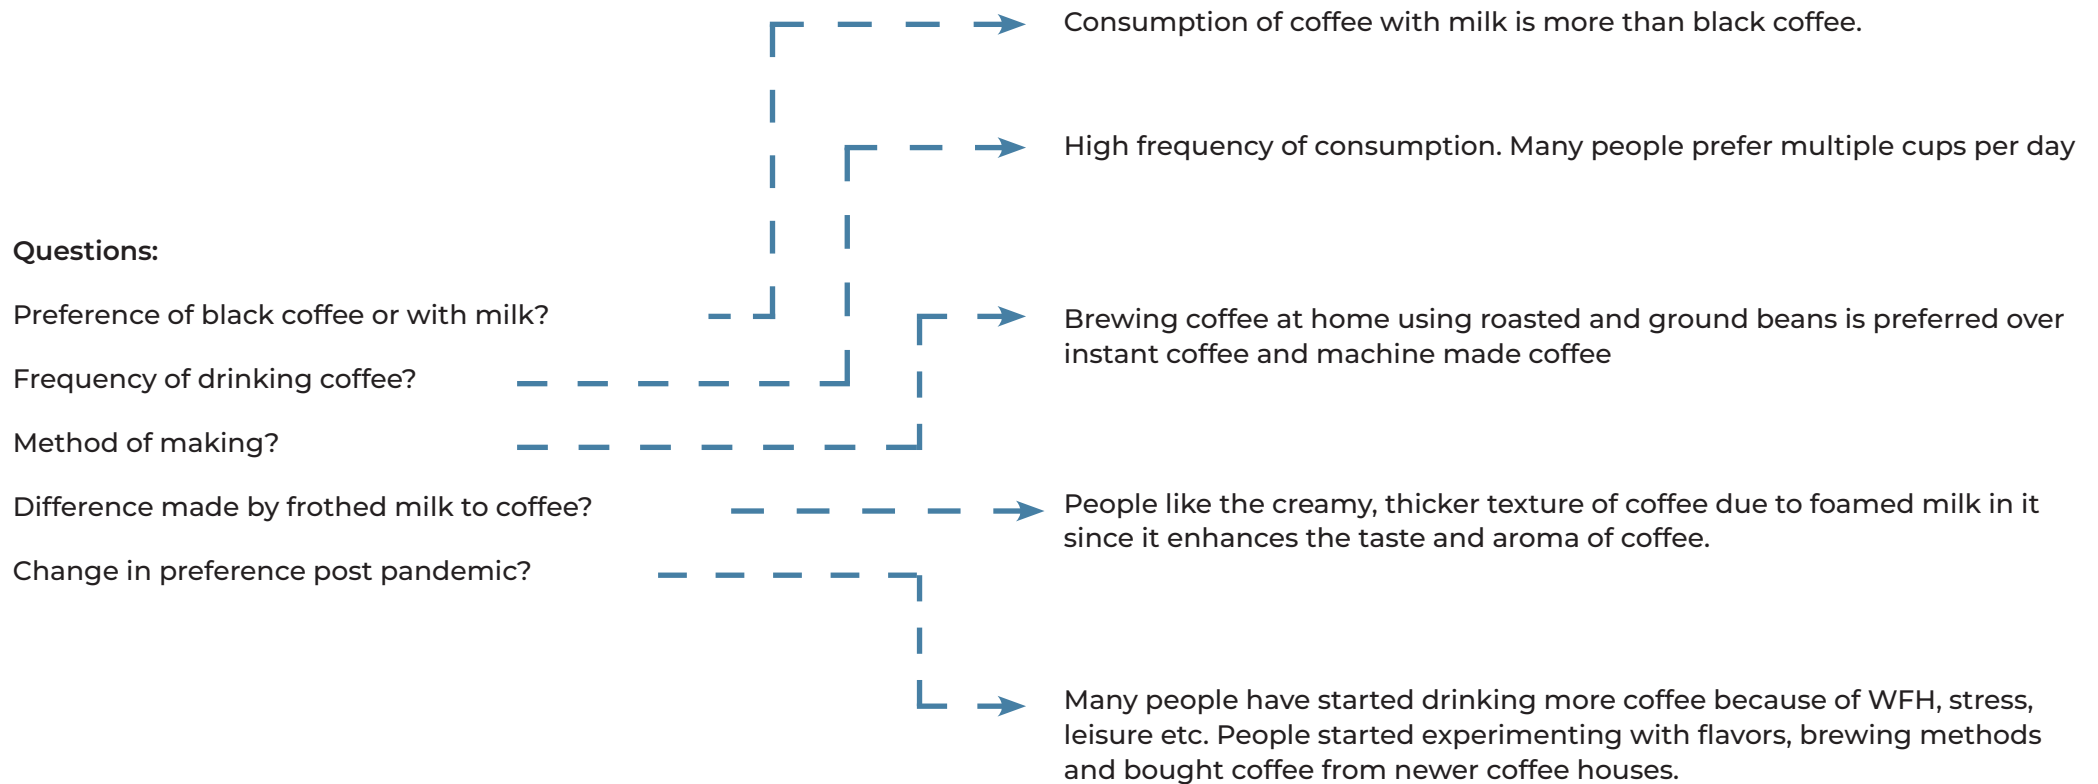 Questions:
Preference of black coffee or with milk?
Frequency of drinking coffee?
Method of making?
Difference made by frothed milk to coffee?
Change in preference post pandemic?
Consumption of coffee with milk is more than black coffee.
High frequency of consumption. Many people prefer multiple cups per day
Brewing coffee at home using roasted and ground beans is preferred over
instant coffee and machine made coffee
People like the creamy, thicker texture of coffee due to foamed milk in it
since it enhances the taste and aroma of coffee.
Many people have started drinking more coffee because of WFH, stress,
leisure etc. People started experimenting with flavors, brewing methods
and bought coffee from newer coffee houses.